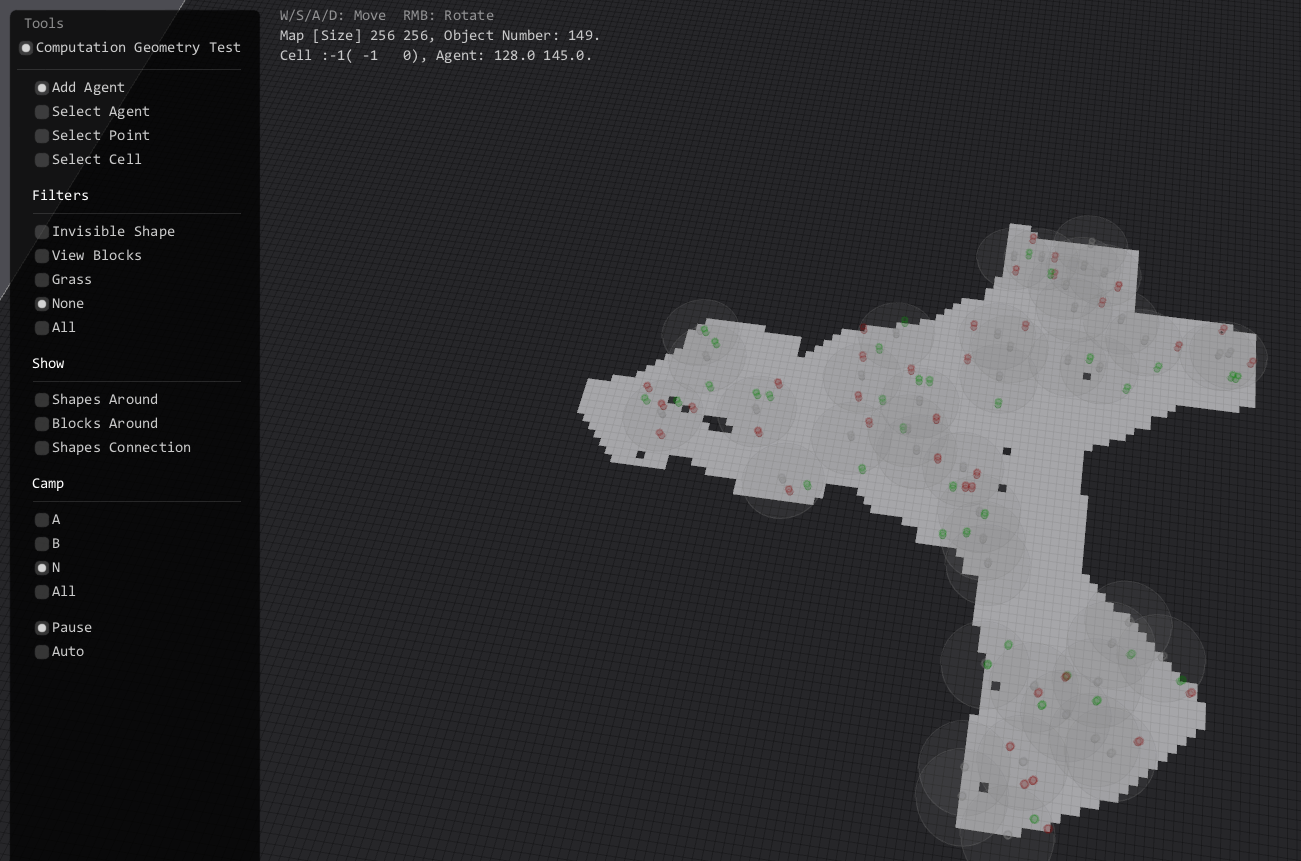 Tools
Computation Geometry Test
Add Agent
Select Agent
Select Point
Select Cell
Filters
Invisible Shape
View Blocks
Grass
None
All
Show
Shapes Around
Blocks Around
Shapes Connection
Camp
A
B
N
All
Pause
Auto
W/S/A/D: Move  RMB: Rotate
Map [Size] 256 256, Object Number: 149.
Cell :-1( -1   0), Agent: 128.0 145.0.